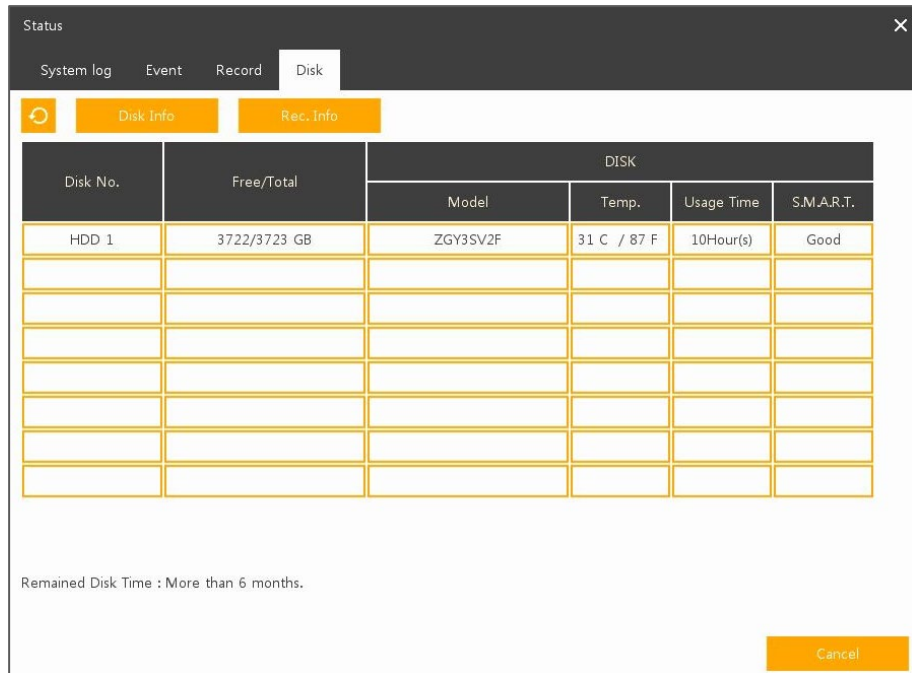 Status
System log Event Record Disk
Disk Info Rec. Info
Disk No. Free/Total DISK
Model Temp. Usage Time S.M.A.R.T.
HDD 1 3722/3723 GB ZGY3SV2F 31 C / 87 F 10Hour(s) Good
Remained Disk Time : More than 6 months.
Cancel